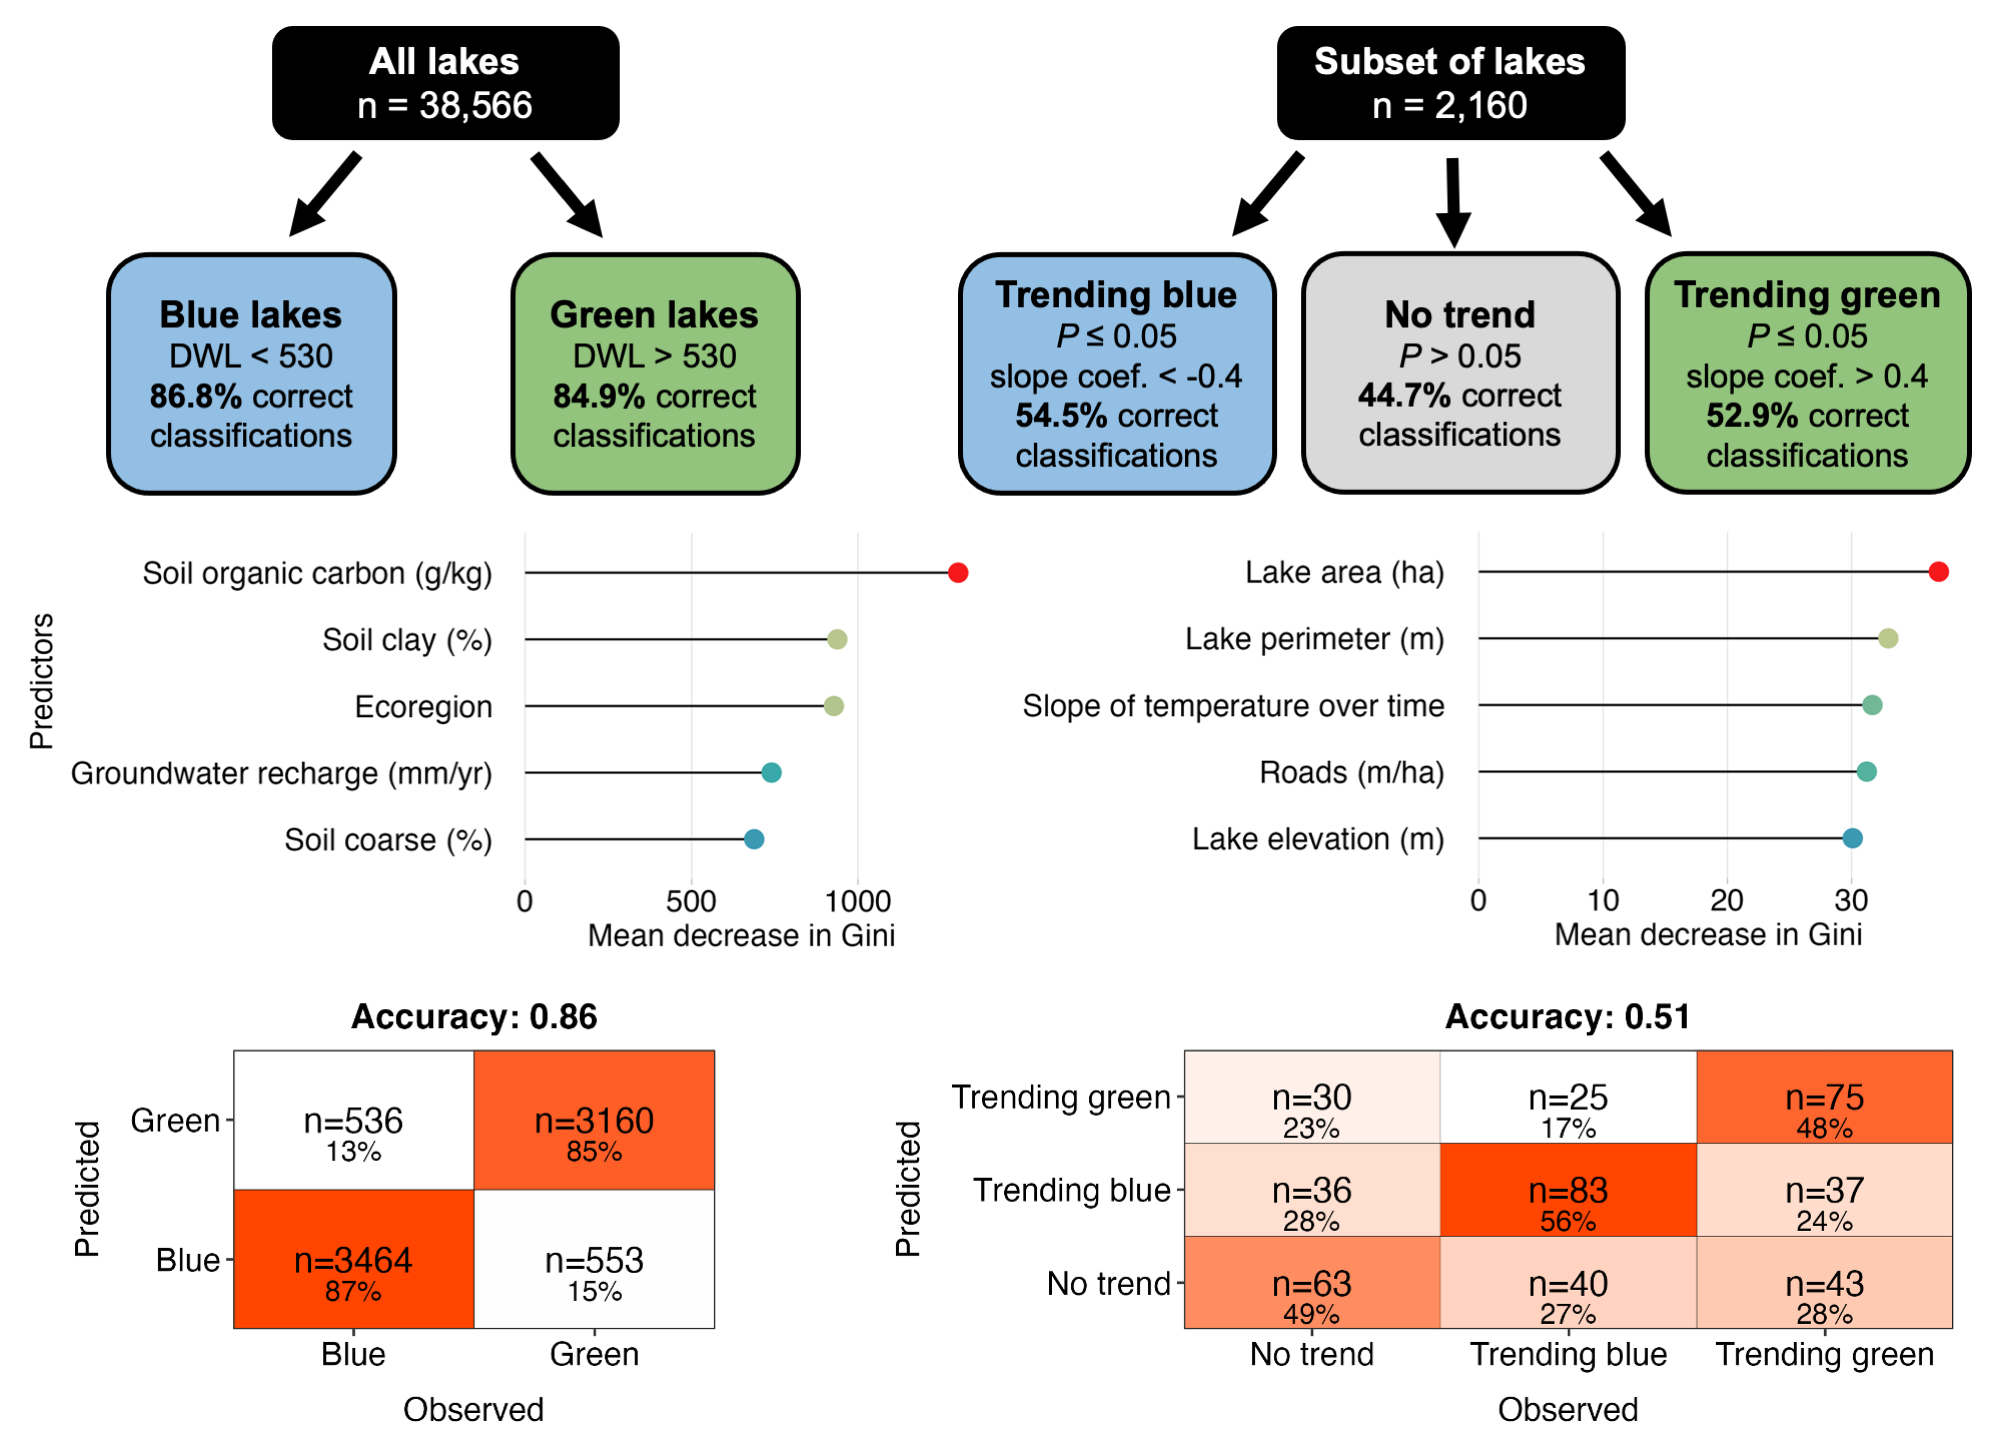 All lakes
n = 38,566
Blue lakes
DWL < 530
86.8% correct
classifications
Green lakes
DWL > 530
84.9% correct
classifications
Subset of lakes
n = 2,160
Trending blue
P ≤ 0.05
slope coef. < -0.4
54.5% correct
classifications
No trend
P > 0.05
44.7% correct
classifications
Trending green
P ≤ 0.05
slope coef. > 0.4
52.9% correct
classifications
Predictors
Soil organic carbon (g/kg)
Soil clay (%)
Ecoregion
Groundwater recharge (mm/yr)
Soil coarse (%)
0 500 1000
Mean decrease in Gini
Lake area (ha)
Lake perimeter (m)
Slope of temperature over time
Roads (m/ha)
Lake elevation (m)
0 10 20 30
Mean decrease in Gini
Accuracy: 0.86
Predicted
Green
n=536
13%
n=3160
85%
Blue
n=3464
87%
n=553
15%
Blue Green
Observed
Accuracy: 0.51
Predicted
Trending green
n=30
23%
n=25
17%
n=75
48%
Trending blue
n=36
28%
n=83
56%
n=37
24%
No trend
n=63
49%
n=40
27%
n=43
28%
No trend Trending blue Trending green
Observed